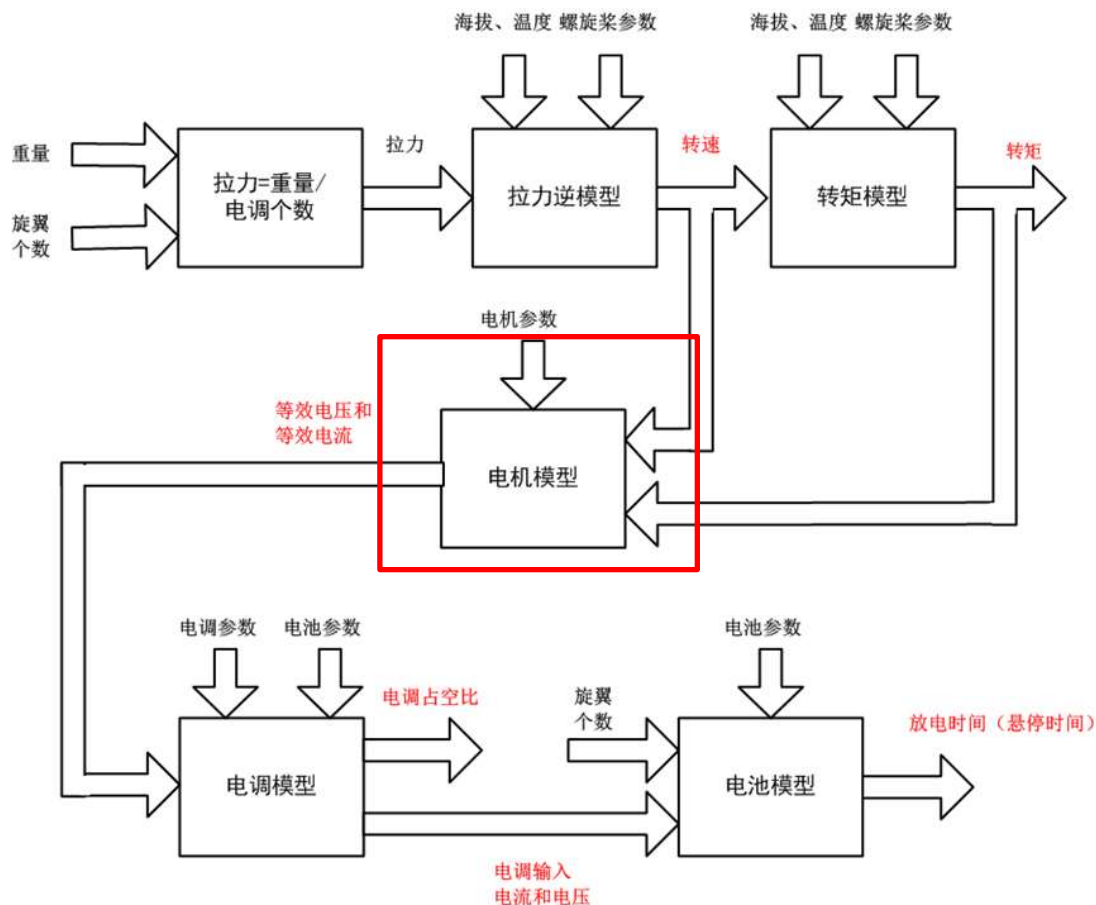 海拔、温度 螺旋桨参数
海拔、温度 螺旋桨参数
重量
旋翼
个数
拉力=重量/
电调个数
拉力
拉力逆模型
转速
转矩模型
转矩
电机参数
等效电压和
等效电流
电机模型
电调参数
电池参数
电调模型
电调占空比
旋翼
个数
电池参数
电池模型
放电时间（悬停时间）
电调输入
电流和电压